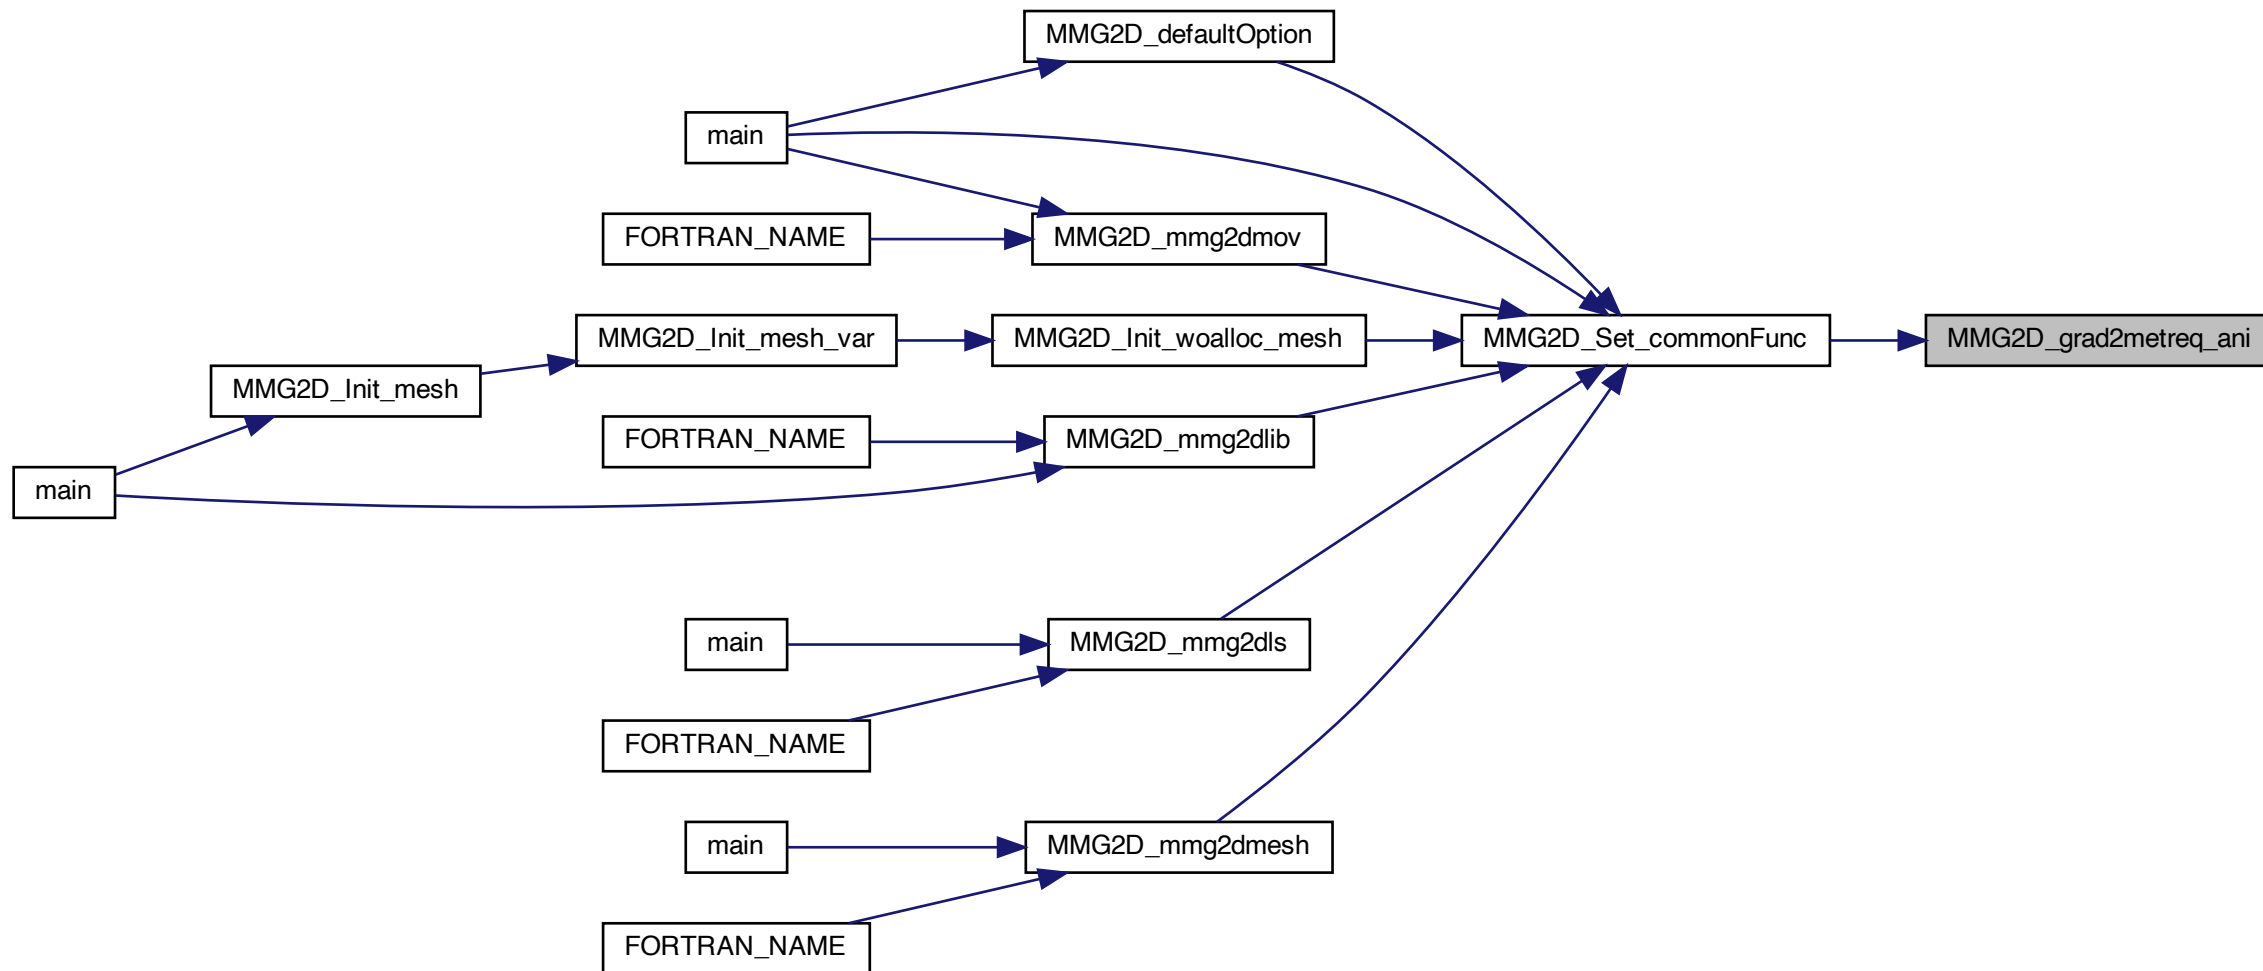 MMG2D_defaultOption
main
FORTRAN_NAME
MMG2D_mmg2dmov
MMG2D_Init_mesh_var
MMG2D_Init_woalloc_mesh
MMG2D_Set_commonFunc
MMG2D_grad2metreq_ani
MMG2D_Init_mesh
FORTRAN_NAME
MMG2D_mmg2dlib
main
main
MMG2D_mmg2dls
FORTRAN_NAME
main
MMG2D_mmg2dmesh
FORTRAN_NAME